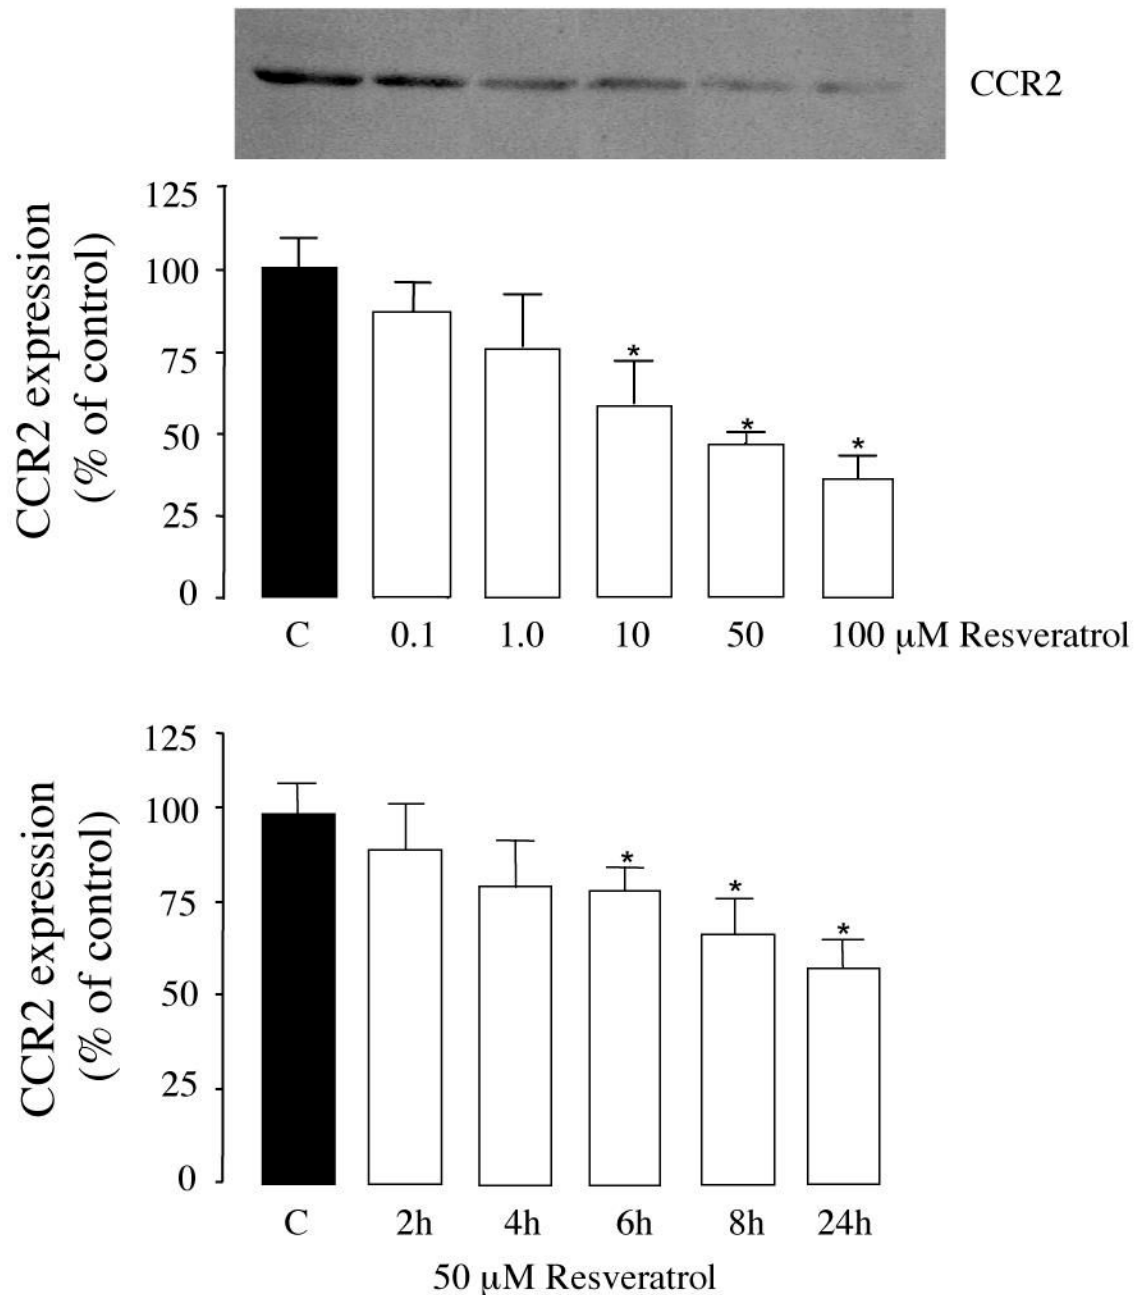 CCR2
CCR2 expression
(% of control)
125
100
75
50
25
0
*
*
*
C 0.1 1.0 10 50 100 μM Resveratrol
CCR2 expression
(% of control)
125
100
75
50
25
0
*
*
*
C 2h 4h 6h 8h 24h
50 μM Resveratrol